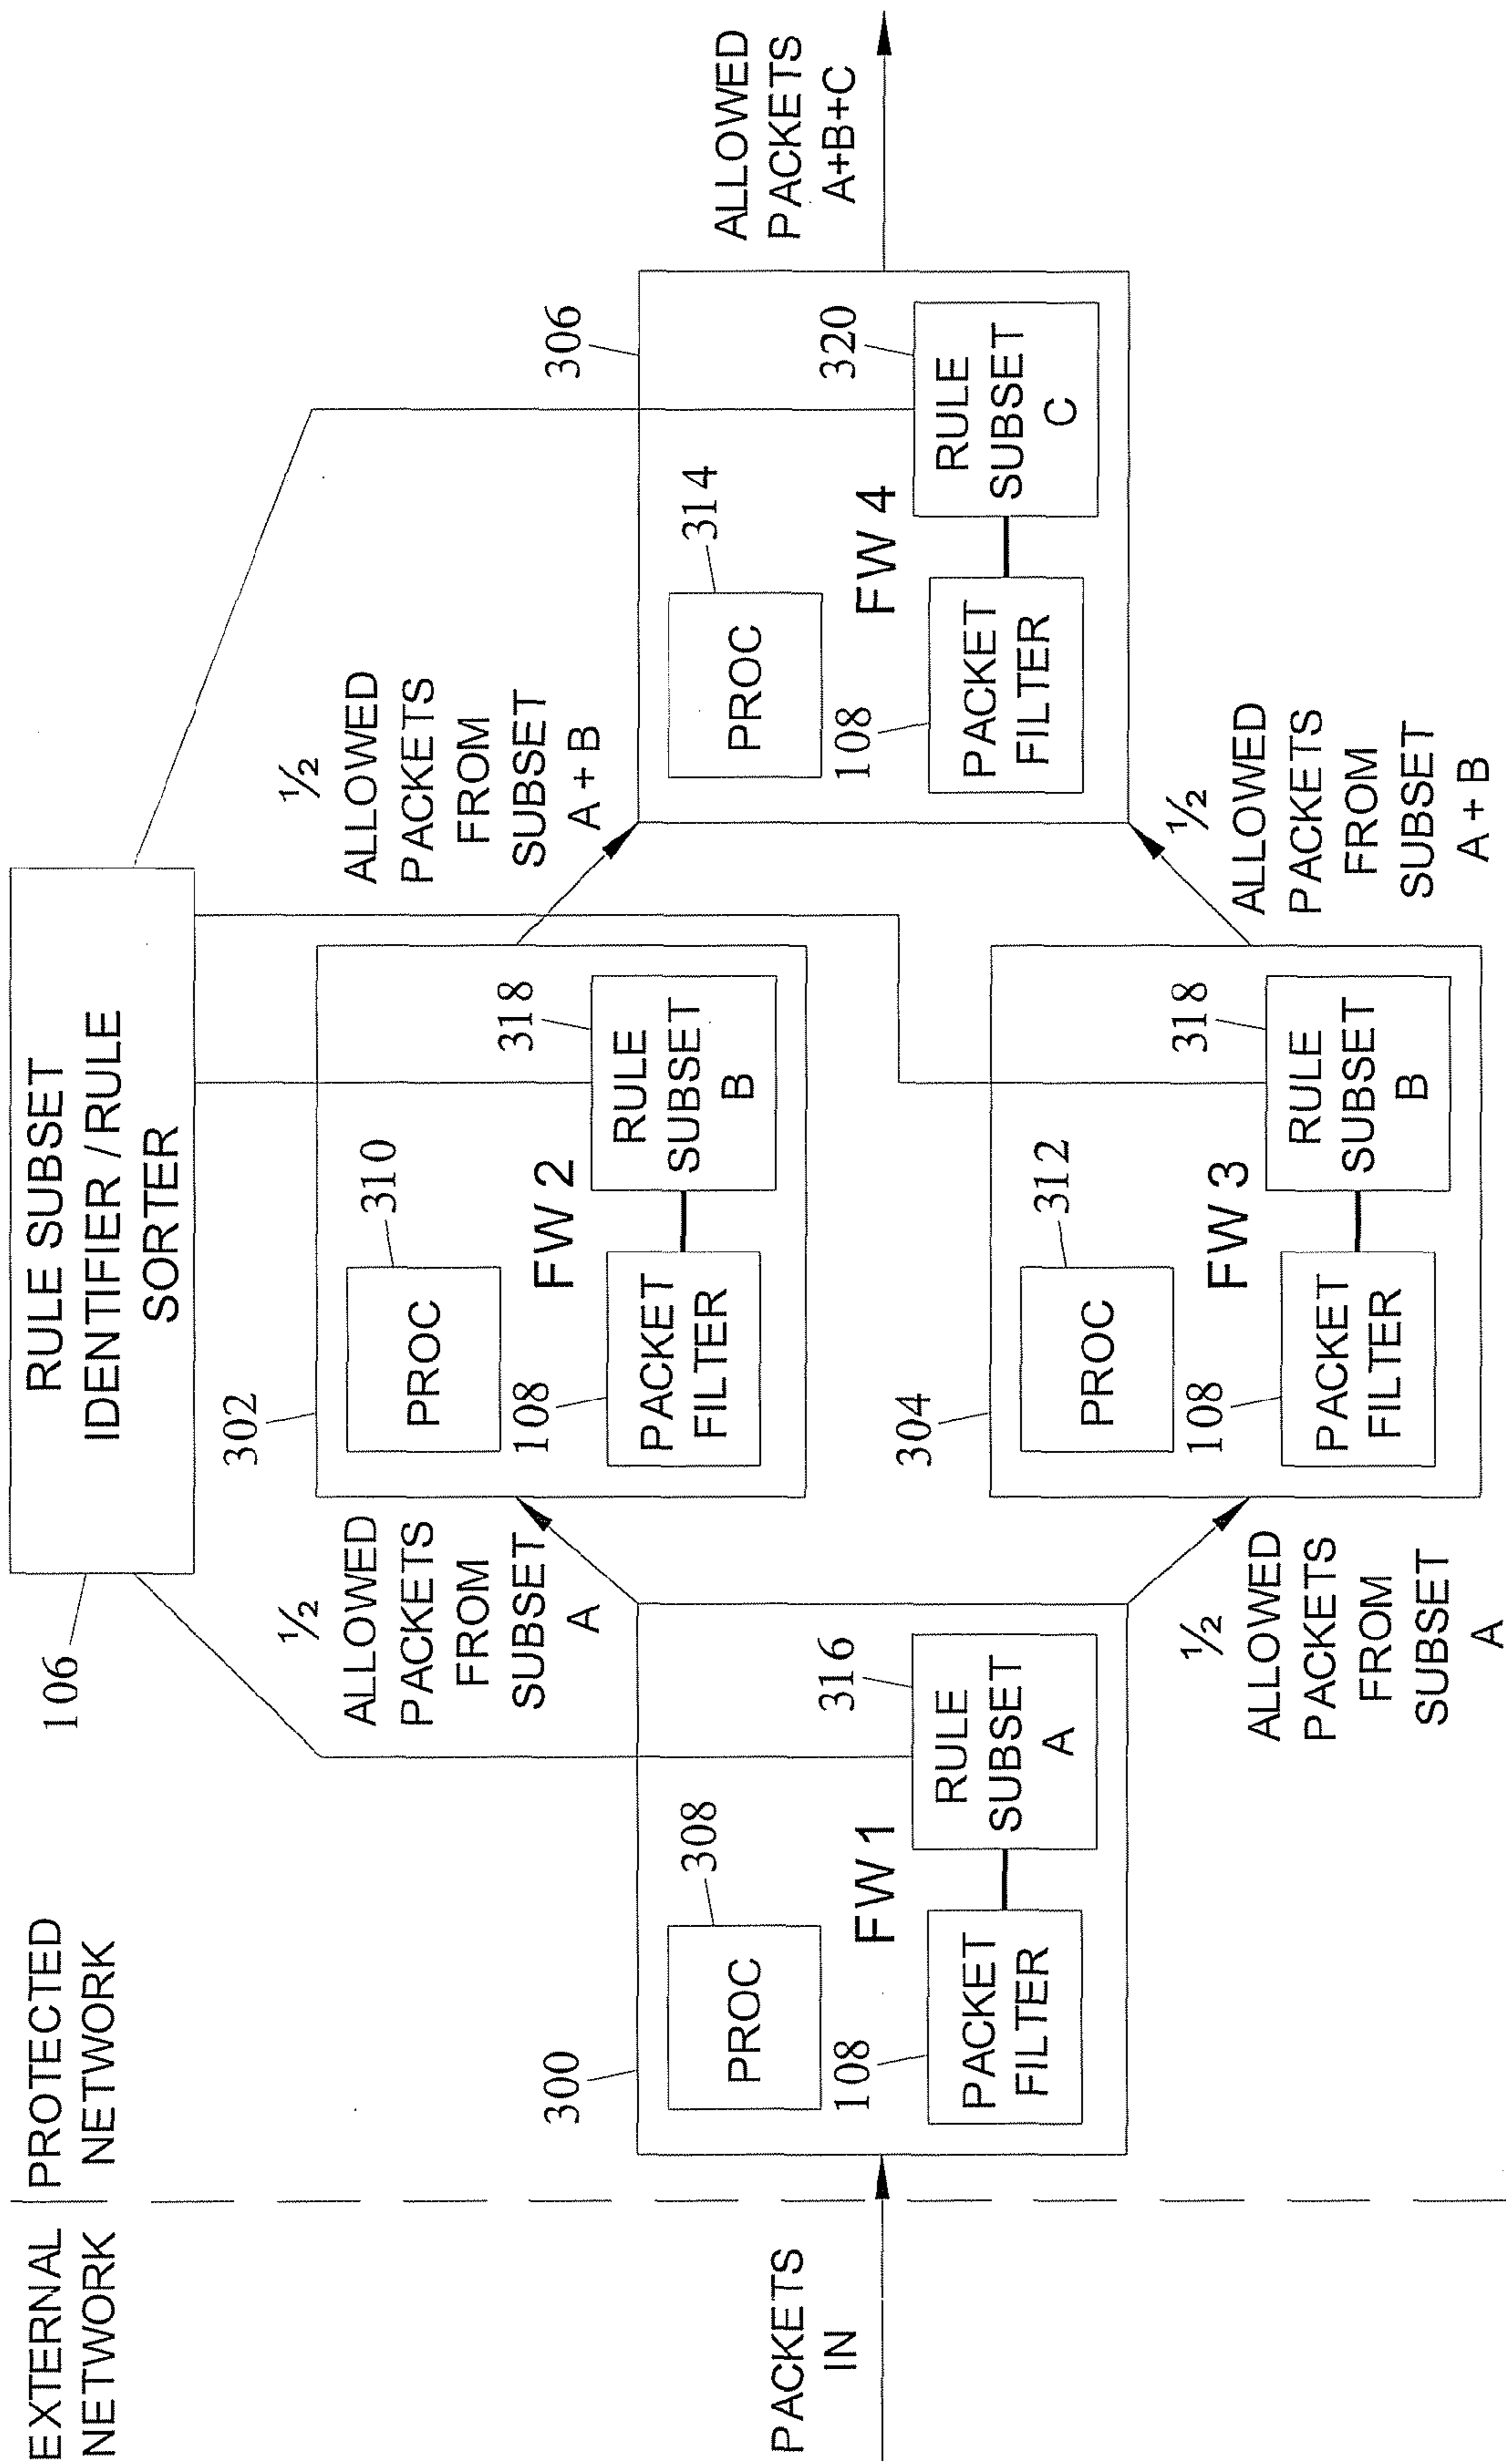 EXTERNAL
NETWORK
PROTECTED
NETWORK
106
RULE SUBSET
IDENTIFIER / RULE
SORTER
PACKETS
IN
300
PROC
308
FW 1
108
PACKET
FILTER
316
RULE
SUBSET
A
½
ALLOWED
PACKETS
FROM
SUBSET
A
½
ALLOWED
PACKETS
FROM
SUBSET
A
302
PROC
310
FW 2
108
PACKET
FILTER
318
RULE
SUBSET
B
304
PROC
312
FW 3
108
PACKET
FILTER
318
RULE
SUBSET
B
½
ALLOWED
PACKETS
FROM
SUBSET
A + B
½
ALLOWED
PACKETS
FROM
SUBSET
A + B
306
PROC
314
FW 4
108
PACKET
FILTER
320
RULE
SUBSET
C
ALLOWED
PACKETS
A+B+C